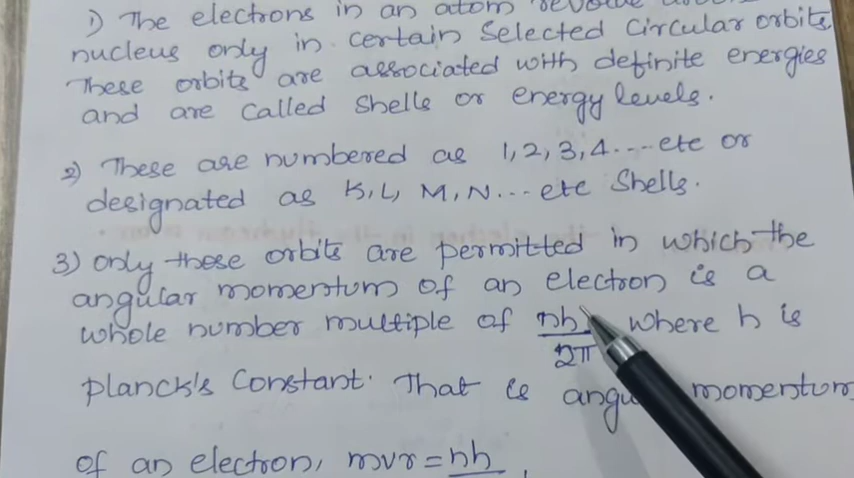 1) The electrons in an atom
nucleus only in certain selected circular orbits.
These orbits are associated with definite energies
and are called shells or energy levels.
2) These are numbered as 1, 2, 3, 4....etc or
designated as K, L, M, N... etc shells.
3) only those orbits are permitted in which the
angular momentum of an electron is a
whole number multiple of nh/2π where h is
planck's constant. That is angu momentum
of an electron, mvr = nh